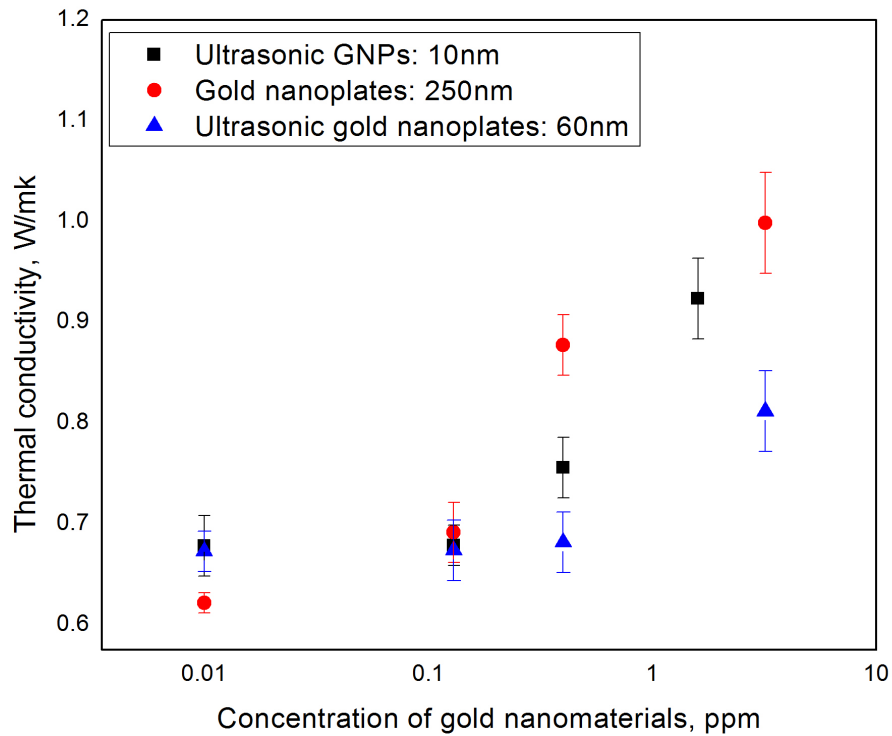 Ultrasonic GNPs: 10nm
Gold nanoplates: 250nm
Ultrasonic gold nanoplates: 60nm
Thermal conductivity, W/mk
1.2
1.1
1.0
0.9
0.8
0.7
0.6
0.01 0.1 1 10
Concentration of gold nanomaterials, ppm